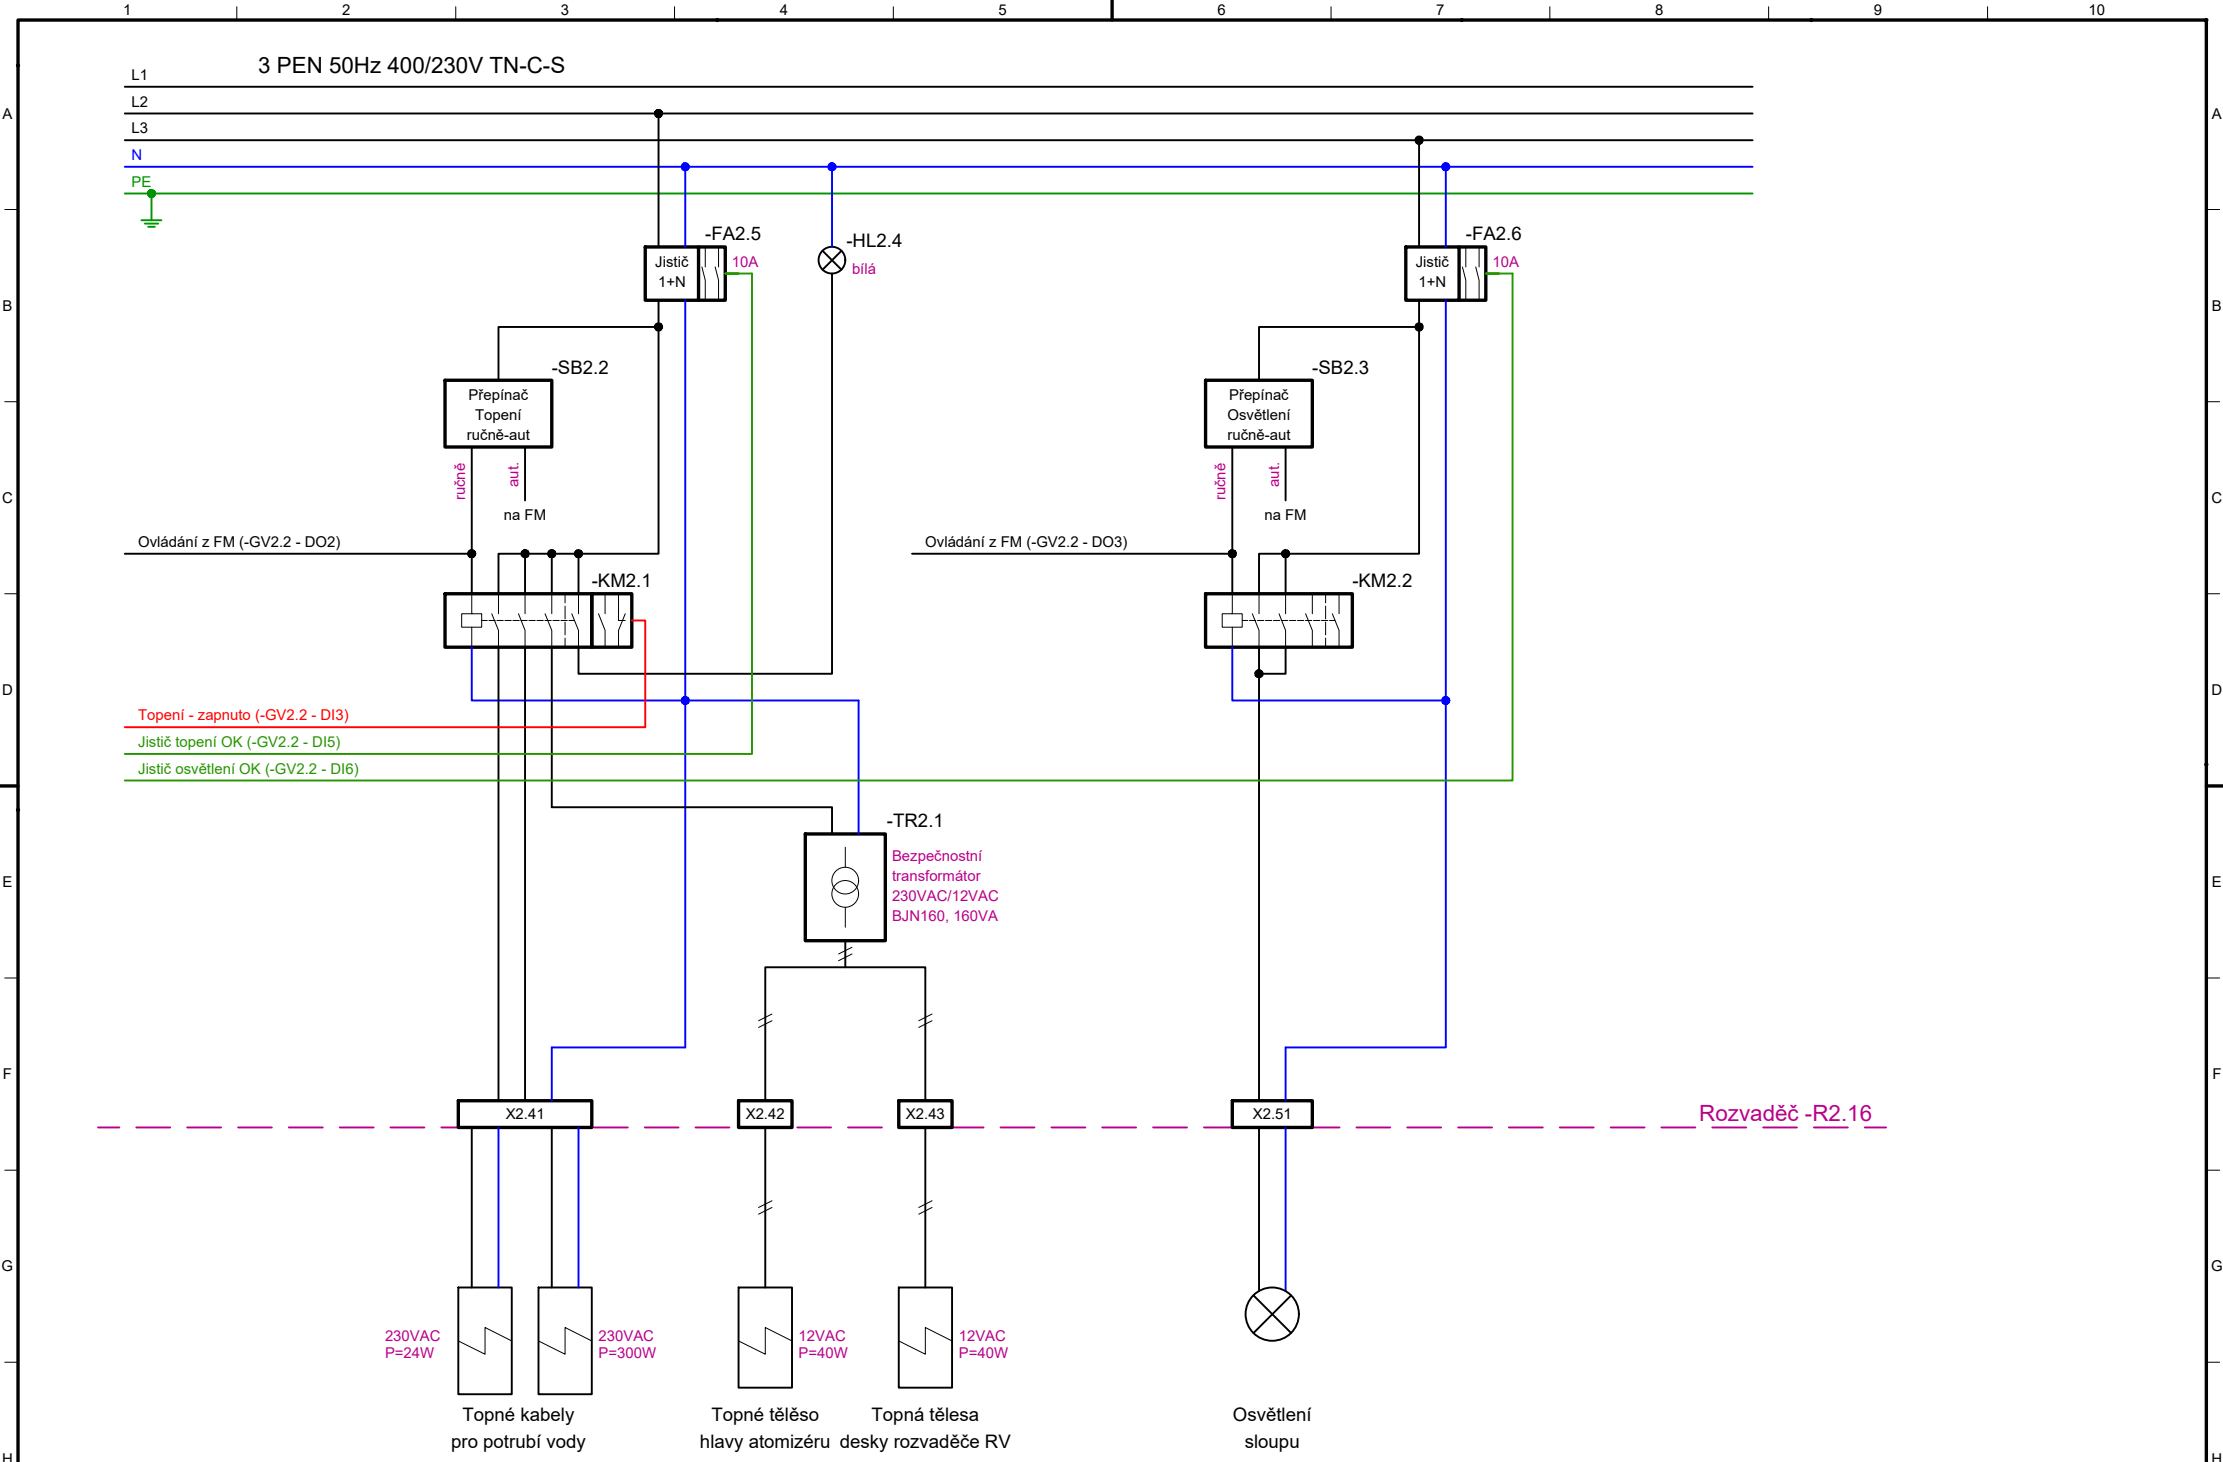 1 2 3 4 5 6 7 8 9 10
3 PEN 50Hz 400/230V TN-C-S
L1
L2
A A
L3
N
PE
-FA2.5
-HL2.4
-FA2.6
Jistič
1+N
10A
bílá
Jistič
1+N
10A
B B
-SB2.2
-SB2.3
Přepínač
Topení
ručně-aut
Přepínač
Osvětlení
ručně-aut
ručně
aut.
ručně
aut.
C C
na FM
na FM
Ovládání z FM (-GV2.2 - DO2)
Ovládání z FM (-GV2.2 - DO3)
-KM2.1
-KM2.2
D D
Topení - zapnuto (-GV2.2 - DI3)
Jistič topení OK (-GV2.2 - DI5)
Jistič osvětlení OK (-GV2.2 - DI6)
-TR2.1
Bezpečnostní
transformátor
230VAC/12VAC
BJN160, 160VA
E E
F F
X2.41
X2.42
X2.43
X2.51
Rozvaděč -R2.16
G G
230VAC
P=24W
230VAC
P=300W
12VAC
P=40W
12VAC
P=40W
Topné kabely
pro potrubí vody
Topné tělěso
hlavy atomizéru
Topná tělesa
desky rozvaděče RV
Osvětlení
sloupu
H H